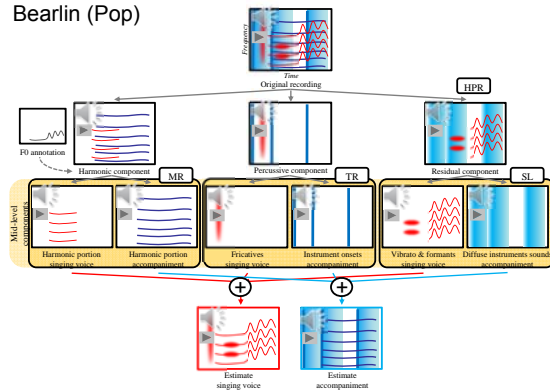 Bearlin (Pop)
Frequency
Time
Original recording
HPR
F0 annotation
Harmonic component
Percussive component
Residual component
MR
TR
SL
Mid-level
components
Harmonic portion
singing voice
Harmonic portion
accompaniment
Fricatives
singing voice
Instrument onsets
accompaniment
Vibrato & formants
singing voice
Diffuse instruments sounds
accompaniment
+
+
Estimate
singing voice
Estimate
accompaniment